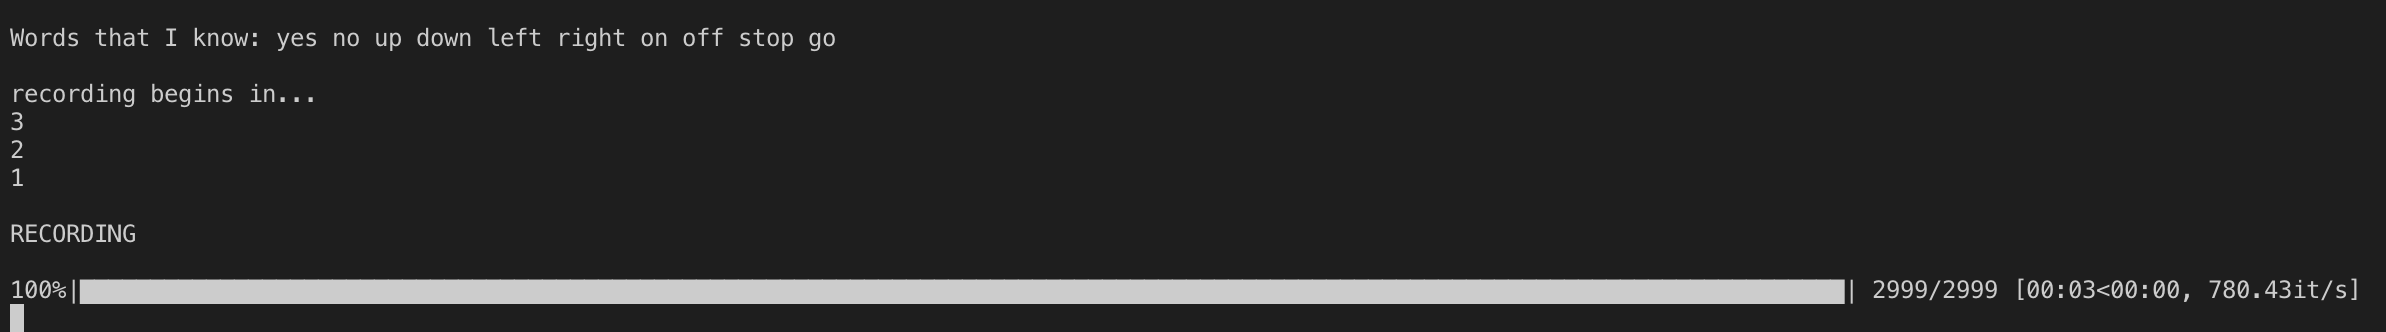 Words that I know: yes no up down left right on off stop go
recording begins in...
3
2
1
RECORDING
100%| | 2999/2999 [00:03<00:00, 780.43it/s]